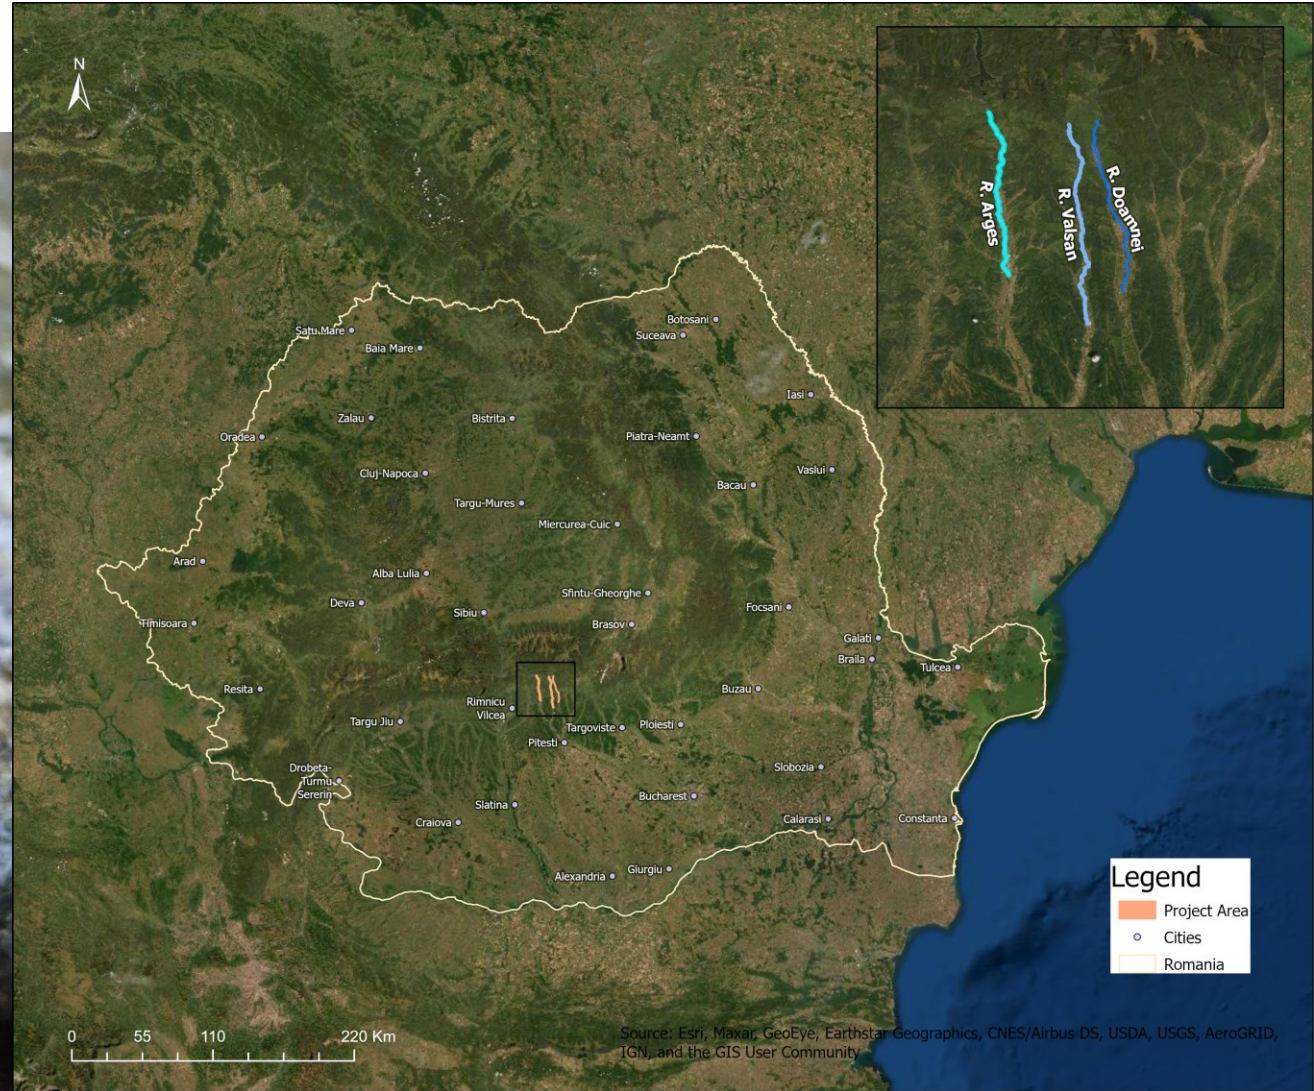 N
R. Arges
R. Valsan
R. Doamnei
Botosani
Suceava
Satu Mare
Baia Mare
Iasi
Zalau
Bistrita
Oradea
Piatra-Neamt
Cluj-Napoca
Vaslui
Bacau
Targu-Mures
Miercurea-Cuic
Arad
Alba Lulia
Sfintu-Gheorghe
Deva
Sibiu
Focsani
Timisoara
Brasov
Galati
Braila
Tulcea
Resita
Buzau
Rimnicu
Vilcea
Targu Jiu
Targoviste
Ploiesti
Pitesti
Drobeta-
Turmu
Sererin
Slobozia
Bucharest
Slatina
Craiova
Calarasi
Constanta
Alexandria
Giurgiu
Legend
Project Area
Cities
Romania
0 55 110 220 Km
Source: Esri, Maxar, GeoEye, Earthstar Geographics, CNES/Airbus DS, USDA, USGS, AeroGRID,
IGN, and the GIS User Community